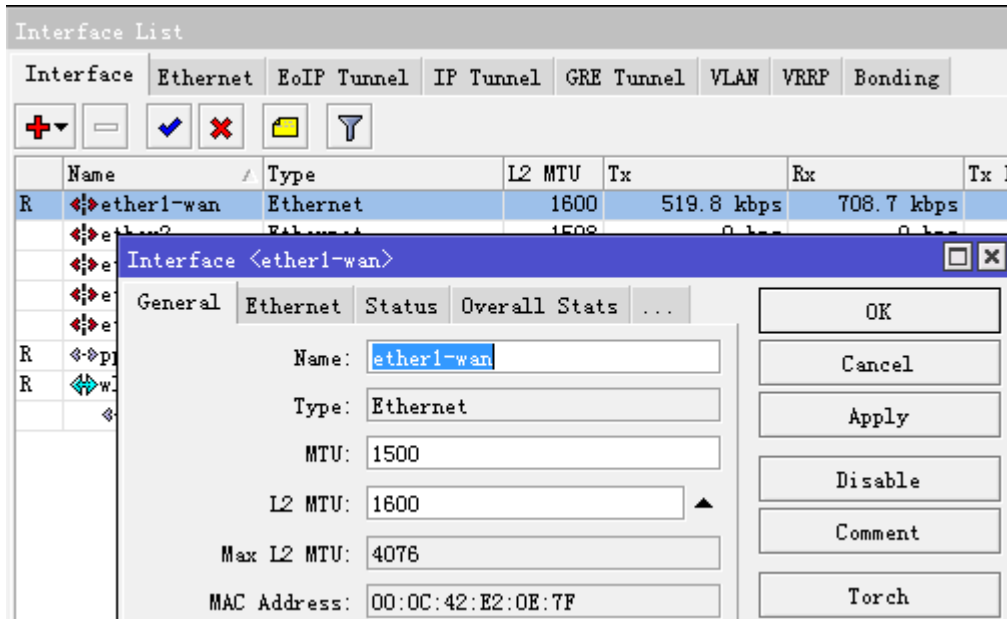 Interface List
Interface Ethernet EoIP Tunnel IP Tunnel GRE Tunnel VLAN VRRP Bonding
Name Type L2 MTU Tx Rx Tx
R ether1-wan Ethernet 1600 519.8 kbps 708.7 kbps
Interface <ether1-wan>
General Ethernet Status Overall Stats ...
OK
Name: ether1-wan
Cancel
R
R
Type: Ethernet
Apply
MTU: 1500
Disable
L2 MTU: 1600
Comment
Max L2 MTU: 4076
MAC Address: 00:0C:42:E2:0E:7F
Torch